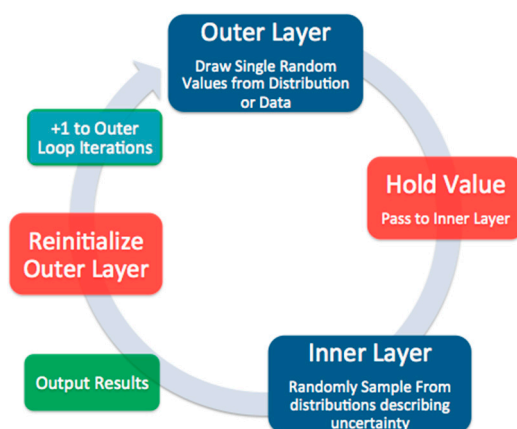 Outer Layer
Draw Single Random
Values from Distribution
or Data
+1 to Outer
Loop Iterations
Hold Value
Pass to Inner Layer
Reinitialize
Outer Layer
Inner Layer
Randomly Sample From
distributions describing
uncertainty
Output Results